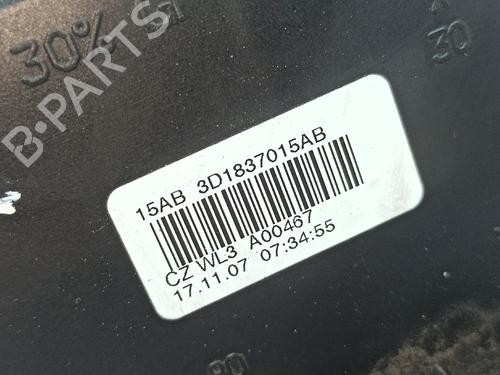 30%
30
B-PARTS
15AB 3D1837015AB
CZ WL3 A00467
17.11.07 07:34:55